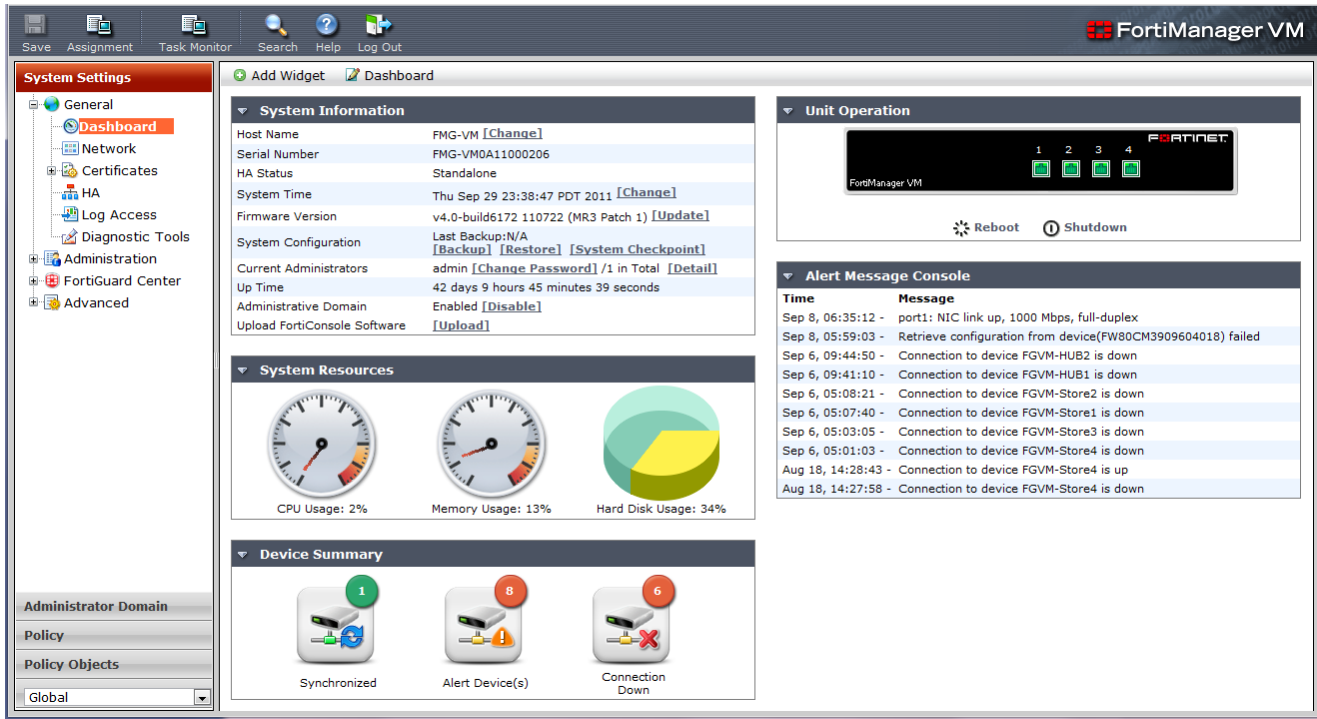 Save Assignment Task Monitor Search Help Log Out
FortiManager VM
System Settings
General
Dashboard
Network
Certificates
HA
Log Access
Diagnostic Tools
Administration
FortiGuard Center
Advanced
Administrator Domain
Policy
Policy Objects
Global
Add Widget Dashboard
System Information
Host Name FMG-VM [Change]
Serial Number FMG-VM0A11000206
HA Status Standalone
System Time Thu Sep 29 23:38:47 PDT 2011 [Change]
Firmware Version v4.0-build6172 110722 (MR3 Patch 1) [Update]
System Configuration Last Backup:N/A
[Backup] [Restore] [System Checkpoint]
Current Administrators admin [Change Password] /1 in Total [Detail]
Up Time 42 days 9 hours 45 minutes 39 seconds
Administrative Domain Enabled [Disable]
Upload FortiConsole Software [Upload]
System Resources
CPU Usage: 2% Memory Usage: 13% Hard Disk Usage: 34%
Device Summary
1 8 6
Synchronized Alert Device(s) Connection
Down
Unit Operation
FORTINET
1 2 3 4
FortiManager VM
Reboot Shutdown
Alert Message Console
Time Message
Sep 8, 06:35:12 - port1: NIC link up, 1000 Mbps, full-duplex
Sep 8, 05:59:03 - Retrieve configuration from device(FW80CM3909604018) failed
Sep 6, 09:44:50 - Connection to device FGVM-HUB2 is down
Sep 6, 09:41:10 - Connection to device FGVM-HUB1 is down
Sep 6, 05:08:21 - Connection to device FGVM-Store2 is down
Sep 6, 05:07:40 - Connection to device FGVM-Store1 is down
Sep 6, 05:03:05 - Connection to device FGVM-Store3 is down
Sep 6, 05:01:03 - Connection to device FGVM-Store4 is down
Aug 18, 14:28:43 - Connection to device FGVM-Store4 is up
Aug 18, 14:27:58 - Connection to device FGVM-Store4 is down